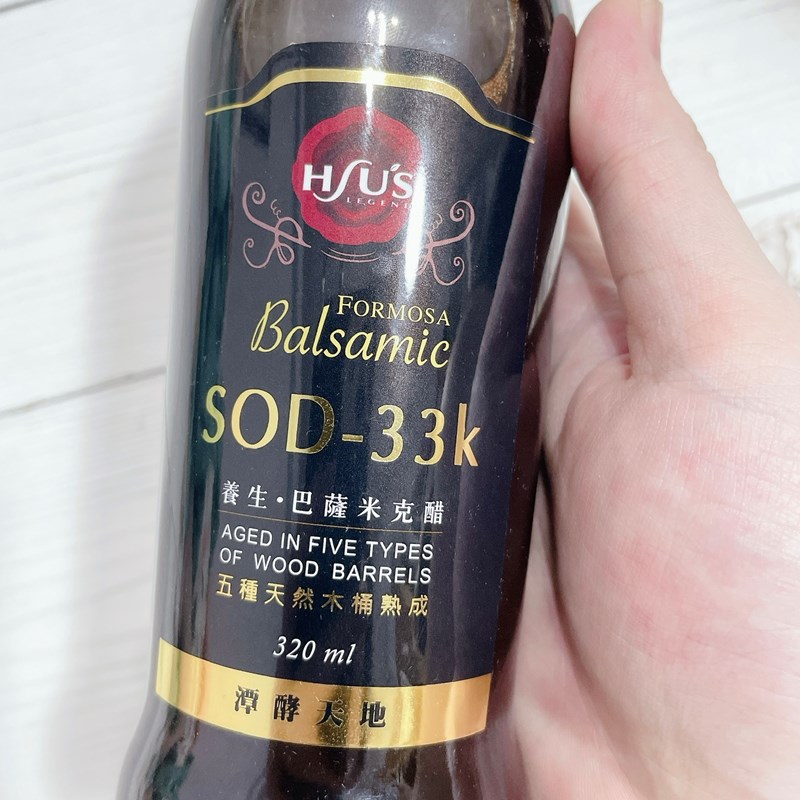 HSU'S
LEGEND
FORMOSA
Balsamic
SOD-33k
養生·巴薩米克醋
AGED IN FIVE TYPES
OF WOOD BARRELS
五種天然木桶熟成
320 ml
潭酵天地